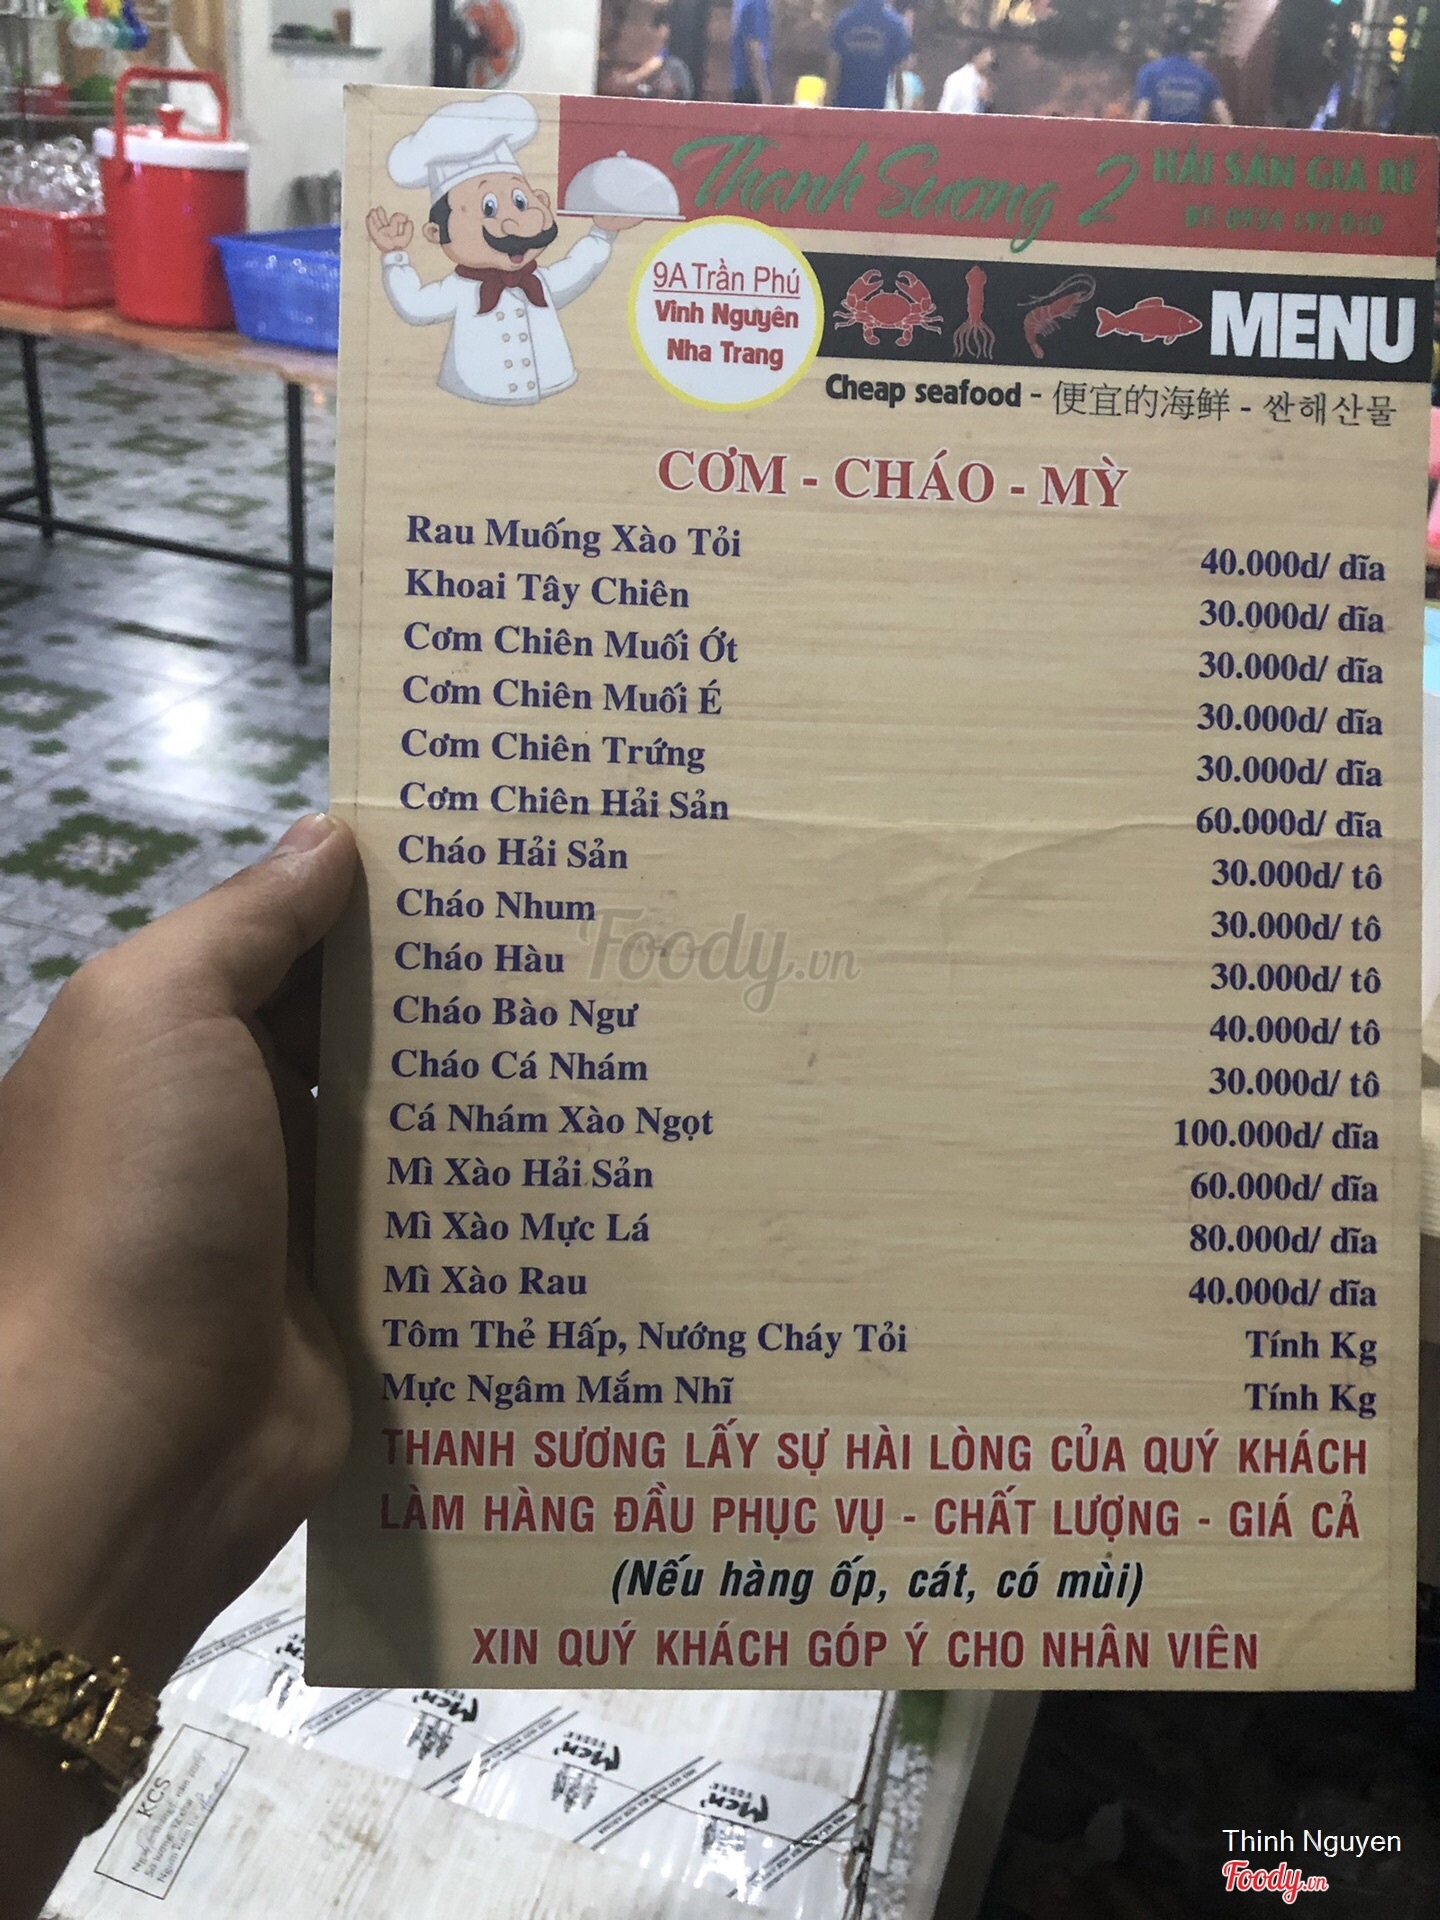 Thanh Sương 2
HẢI SẢN GIÁ RẺ
ĐT: 0934 192 010
9A Trần Phú
Vĩnh Nguyên
Nha Trang
MENU
Cheap seafood - 便宜的海鲜 - 싼해산물
CƠM - CHÁO - MỲ
Rau Muống Xào Tỏi 40.000đ/ dĩa
Khoai Tây Chiên 30.000đ/ dĩa
Cơm Chiên Muối Ớt 30.000đ/ dĩa
Cơm Chiên Muối É 30.000đ/ dĩa
Cơm Chiên Trứng 30.000đ/ dĩa
Cơm Chiên Hải Sản 60.000đ/ dĩa
Cháo Hải Sản 30.000đ/ tô
Cháo Nhum 30.000đ/ tô
Cháo Hàu 30.000đ/ tô
Cháo Bào Ngư 40.000đ/ tô
Cháo Cá Nhám 30.000đ/ tô
Cá Nhám Xào Ngọt 100.000đ/ dĩa
Mì Xào Hải Sản 60.000đ/ dĩa
Mì Xào Mực Lá 80.000đ/ dĩa
Mì Xào Rau 40.000đ/ dĩa
Tôm Thẻ Hấp, Nướng Cháy Tỏi Tính Kg
Mực Ngâm Mắm Nhĩ Tính Kg
THANH SƯƠNG LẤY SỰ HÀI LÒNG CỦA QUÝ KHÁCH
LÀM HÀNG ĐẦU PHỤC VỤ - CHẤT LƯỢNG - GIÁ CẢ
(Nếu hàng ốp, cát, có mùi)
XIN QUÝ KHÁCH GÓP Ý CHO NHÂN VIÊN
Foody.vn
KCS
Thinh Nguyen
Foody.vn